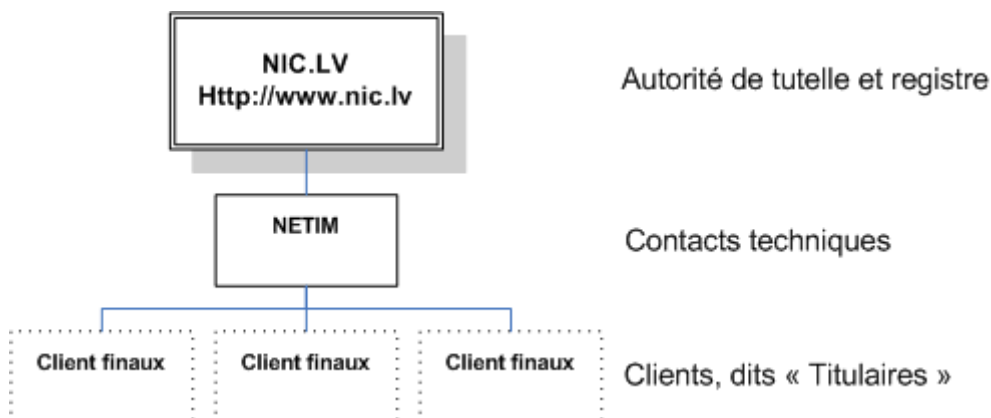 NIC.LV
Http://www.nic.lv
Autorité de tutelle et registre
NETIM
Contacts techniques
Client finaux
Client finaux
Client finaux
Clients, dits « Titulaires »